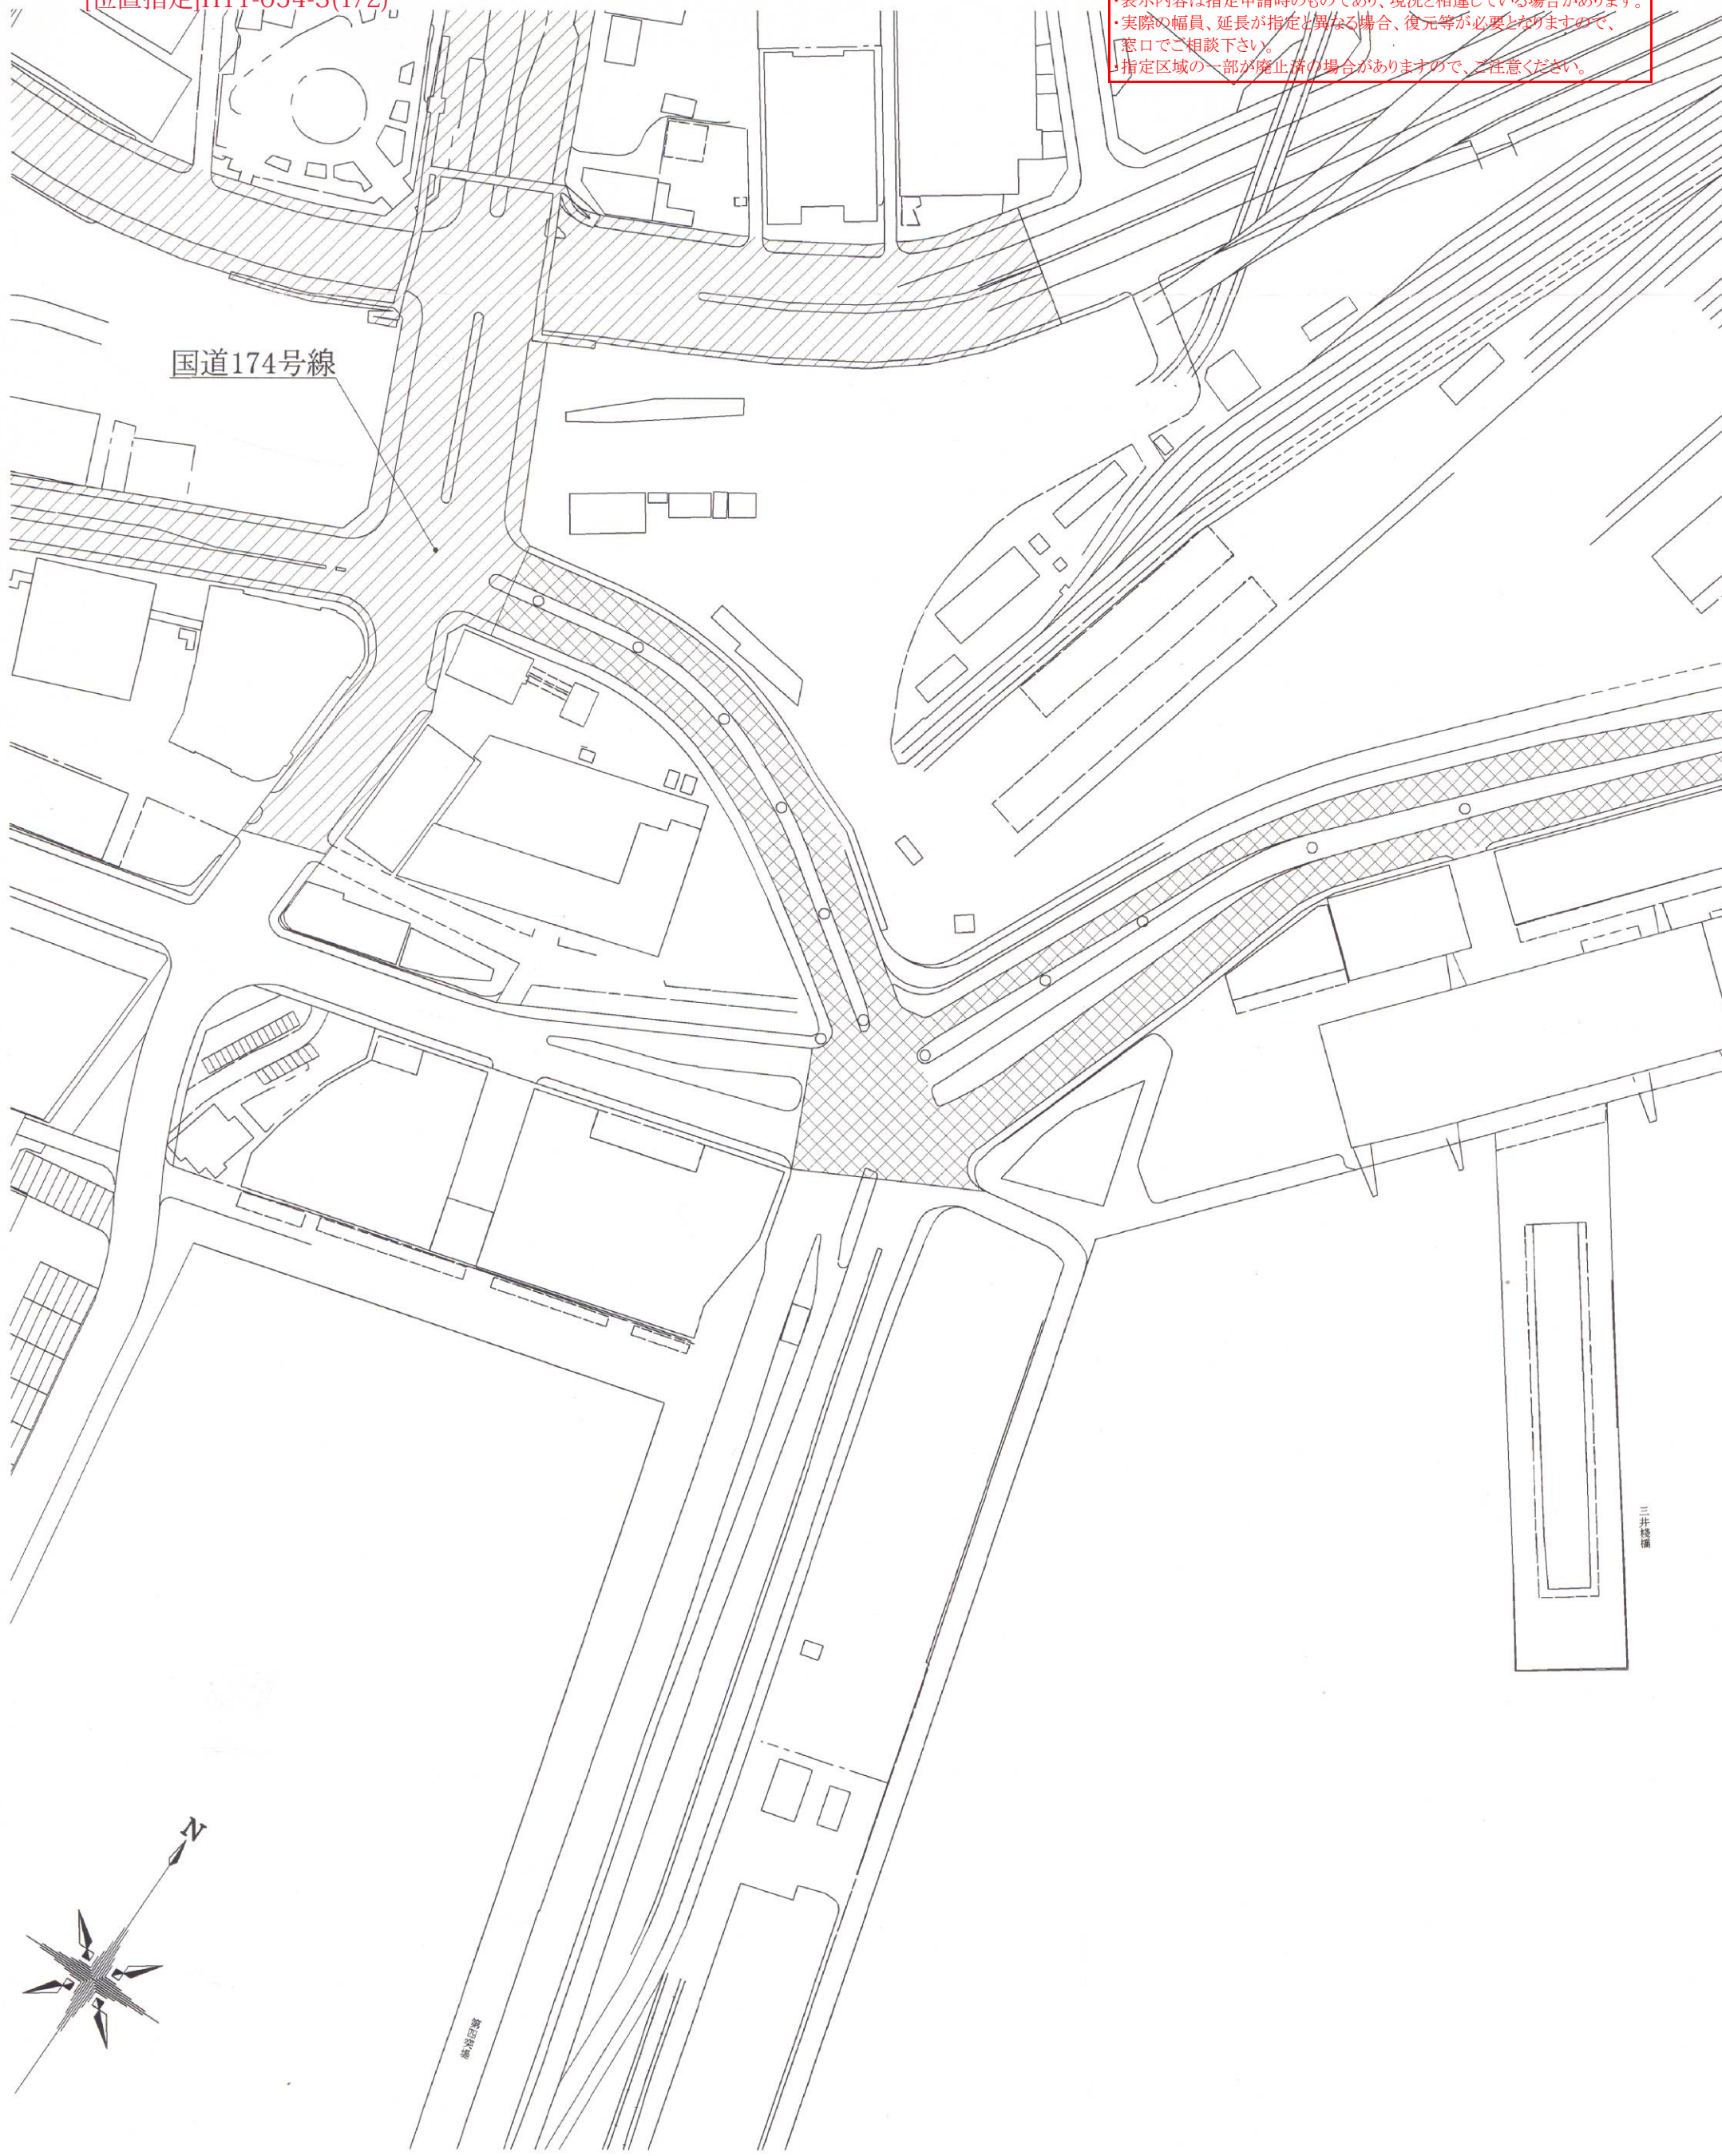 [位置指定]H11-034-3(1/2)
・表示内容は指定申請時のものであり、現況と相違している場合があります。
・実際の幅員、延長が指定と異なる場合、復元等が必要となりますので、
窓口でご相談下さい。
・指定区域の一部が廃止済の場合がありますので、ご注意ください。
国道174号線
三井桟橋
N